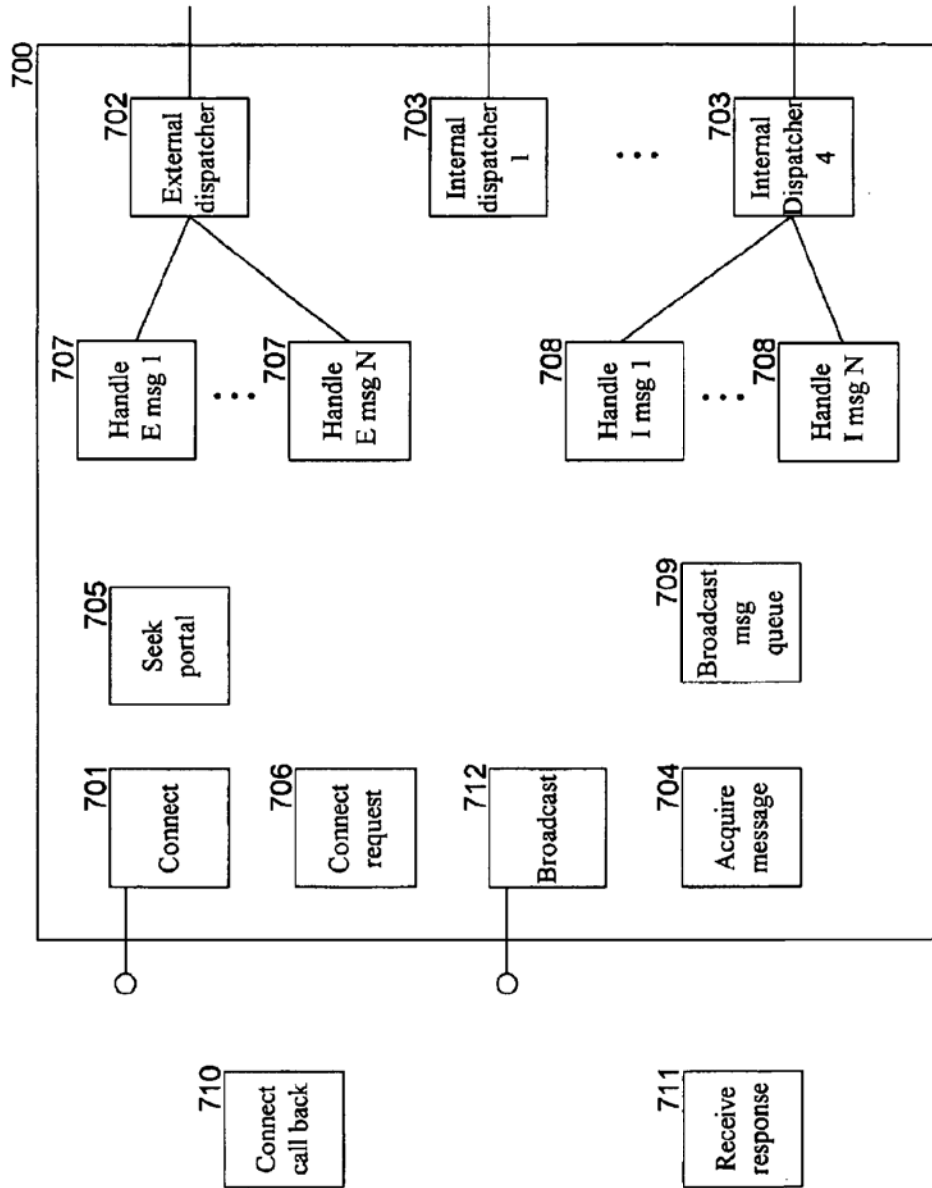 700
701
Connect
705
Seek
portal
707
Handle
E msg 1
702
External
dispatcher
710
Connect
call back
706
Connect
request
707
Handle
E msg N
712
Broadcast
703
Internal
dispatcher
1
708
Handle
I msg 1
711
Receive
response
704
Acquire
message
709
Broadcast
msg
queue
708
Handle
I msg N
703
Internal
Dispatcher
4